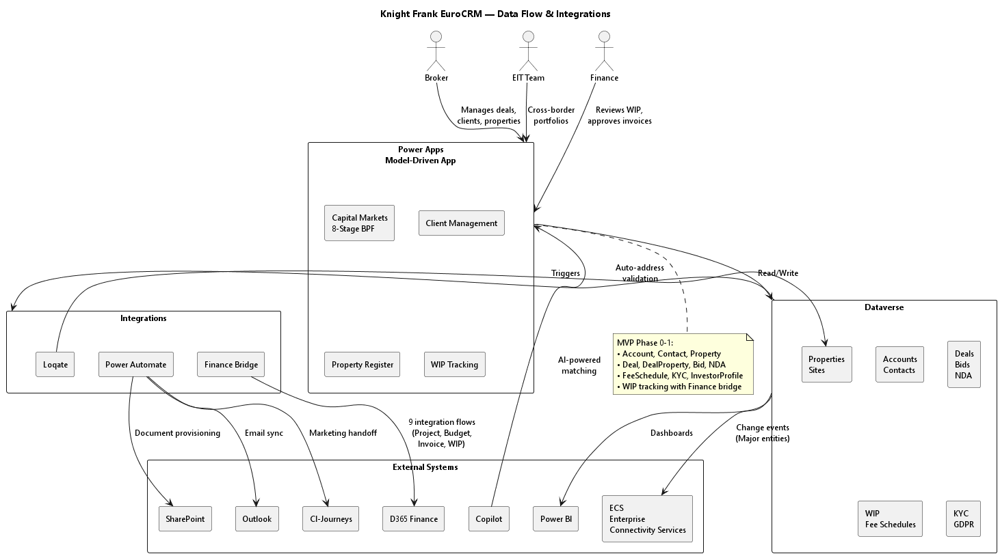 Knight Frank EuroCRM — Data Flow & Integrations
Broker
EIT Team
Finance
Manages deals,
clients, properties
Cross-border
portfolios
Reviews WIP,
approves invoices
Power Apps
Model-Driven App
Capital Markets
8-Stage BPF
Client Management
Triggers
Auto-address
validation
Read/Write
Integrations
Loqate
Power Automate
Finance Bridge
Property Register
WIP Tracking
AI-powered
matching
MVP Phase 0-1:
• Account, Contact, Property
• Deal, DealProperty, Bid, NDA
• FeeSchedule, KYC, InvestorProfile
• WIP tracking with Finance bridge
Dataverse
Properties
Sites
Accounts
Contacts
Deals
Bids
NDA
Document provisioning
Email sync
Marketing handoff
9 integration flows
(Project, Budget,
Invoice, WIP)
Dashboards
Change events
(Major entities)
External Systems
SharePoint
Outlook
CI-Journeys
D365 Finance
Copilot
Power BI
ECS
Enterprise
Connectivity Services
WIP
Fee Schedules
KYC
GDPR